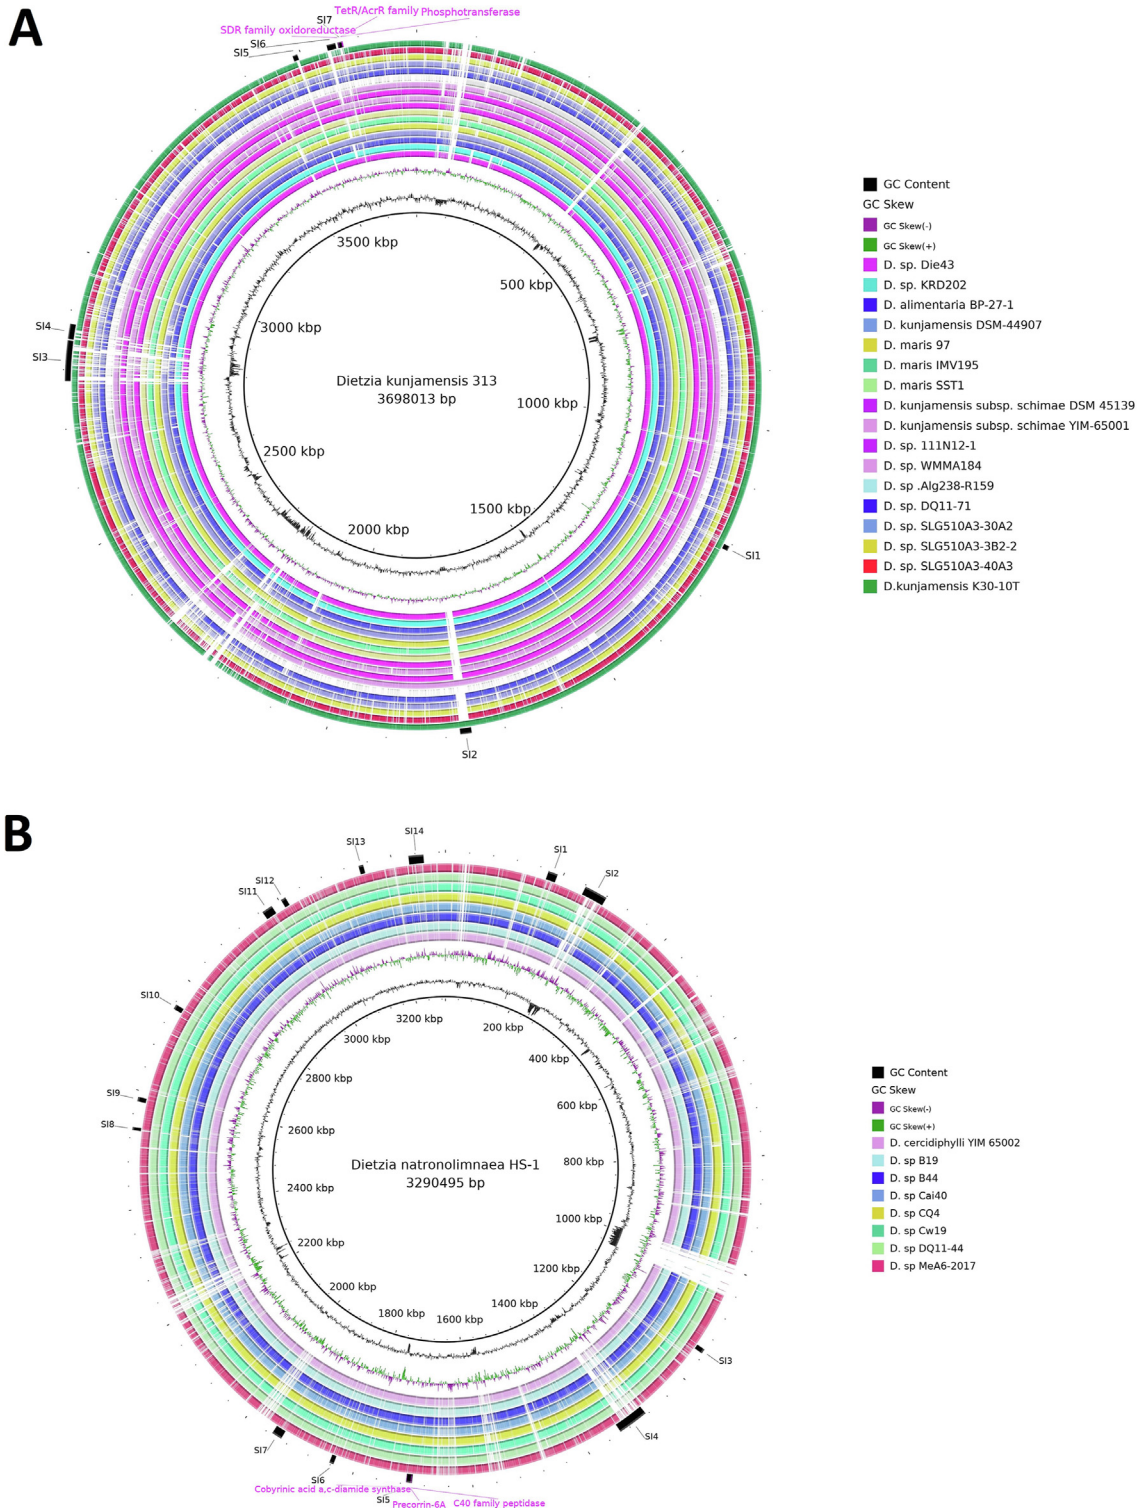 A
TetR/AcrR family
Phosphotransferase
SI7
SDR family oxidoreductase
SI6
SI5
SI4
SI3
SI1
SI2
3500 kbp
500 kbp
3000 kbp
Dietzia kunjamensis 313
3698013 bp
1000 kbp
2500 kbp
1500 kbp
2000 kbp
GC Content
GC Skew
GC Skew(-)
GC Skew(+)
D. sp. Die43
D. sp. KRD202
D. alimentaria BP-27-1
D. kunjamensis DSM-44907
D. maris 97
D. maris IMV195
D. maris SST1
D. kunjamensis subsp. schimae DSM 45139
D. kunjamensis subsp. schimae YIM-65001
D. sp. 111N12-1
D. sp. WMMA184
D. sp .Alg238-R159
D. sp. DQ11-71
D. sp. SLG510A3-30A2
D. sp. SLG510A3-3B2-2
D. sp. SLG510A3-40A3
D.kunjamensis K30-10T
B
SI14
SI13
SI1
SI2
SI12
SI11
SI10
SI9
SI8
SI3
SI4
SI7
SI6
Cobyrinic acid a,c-diamide synthase
SI5
Precorrin-6A
C40 family peptidase
3200 kbp
200 kbp
3000 kbp
400 kbp
2800 kbp
600 kbp
2600 kbp
800 kbp
Dietzia natronolimnaea HS-1
3290495 bp
2400 kbp
1000 kbp
2200 kbp
1200 kbp
2000 kbp
1400 kbp
1800 kbp
1600 kbp
GC Content
GC Skew
GC Skew(-)
GC Skew(+)
D. cercidiphylli YIM 65002
D. sp B19
D. sp B44
D. sp Cai40
D. sp CQ4
D. sp Cw19
D. sp DQ11-44
D. sp MeA6-2017